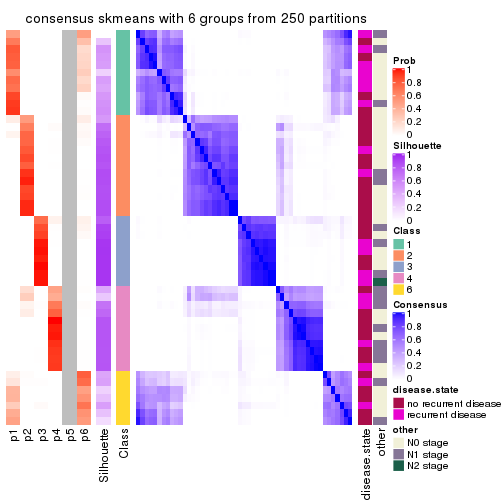 consensus skmeans with 6 groups from 250 partitions
Prob
1
0.8
0.6
0.4
0.2
0
Silhouette
1
0.8
0.6
0.4
0.2
0
Class
1
2
3
4
6
Consensus
1
0.8
0.6
0.4
0.2
0
disease.state
no recurrent disease
recurrent disease
other
N0 stage
N1 stage
N2 stage
p1
p2
p3
p4
p5
p6
Silhouette
Class
disease.state
other